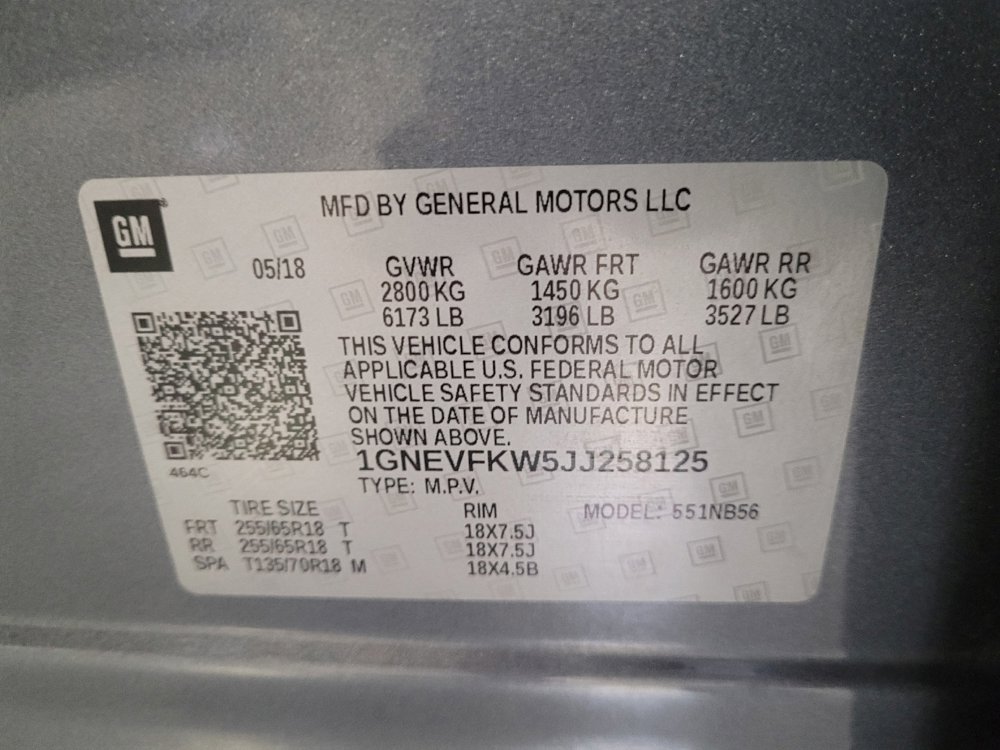 GM
MFD BY GENERAL MOTORS LLC
05/18 GVWR GAWR FRT GAWR RR
2800 KG 1450 KG 1600 KG
6173 LB 3196 LB 3527 LB
THIS VEHICLE CONFORMS TO ALL
APPLICABLE U.S. FEDERAL MOTOR
VEHICLE SAFETY STANDARDS IN EFFECT
ON THE DATE OF MANUFACTURE
SHOWN ABOVE.
464C
1GNEVFKW5JJ258125
TYPE: M.P.V.
TIRE SIZE RIM MODEL: 551NB56
FRT 255/65R18 T 18X7.5J
RR 255/65R18 T 18X7.5J
SPA T135/70R18 M 18X4.5B